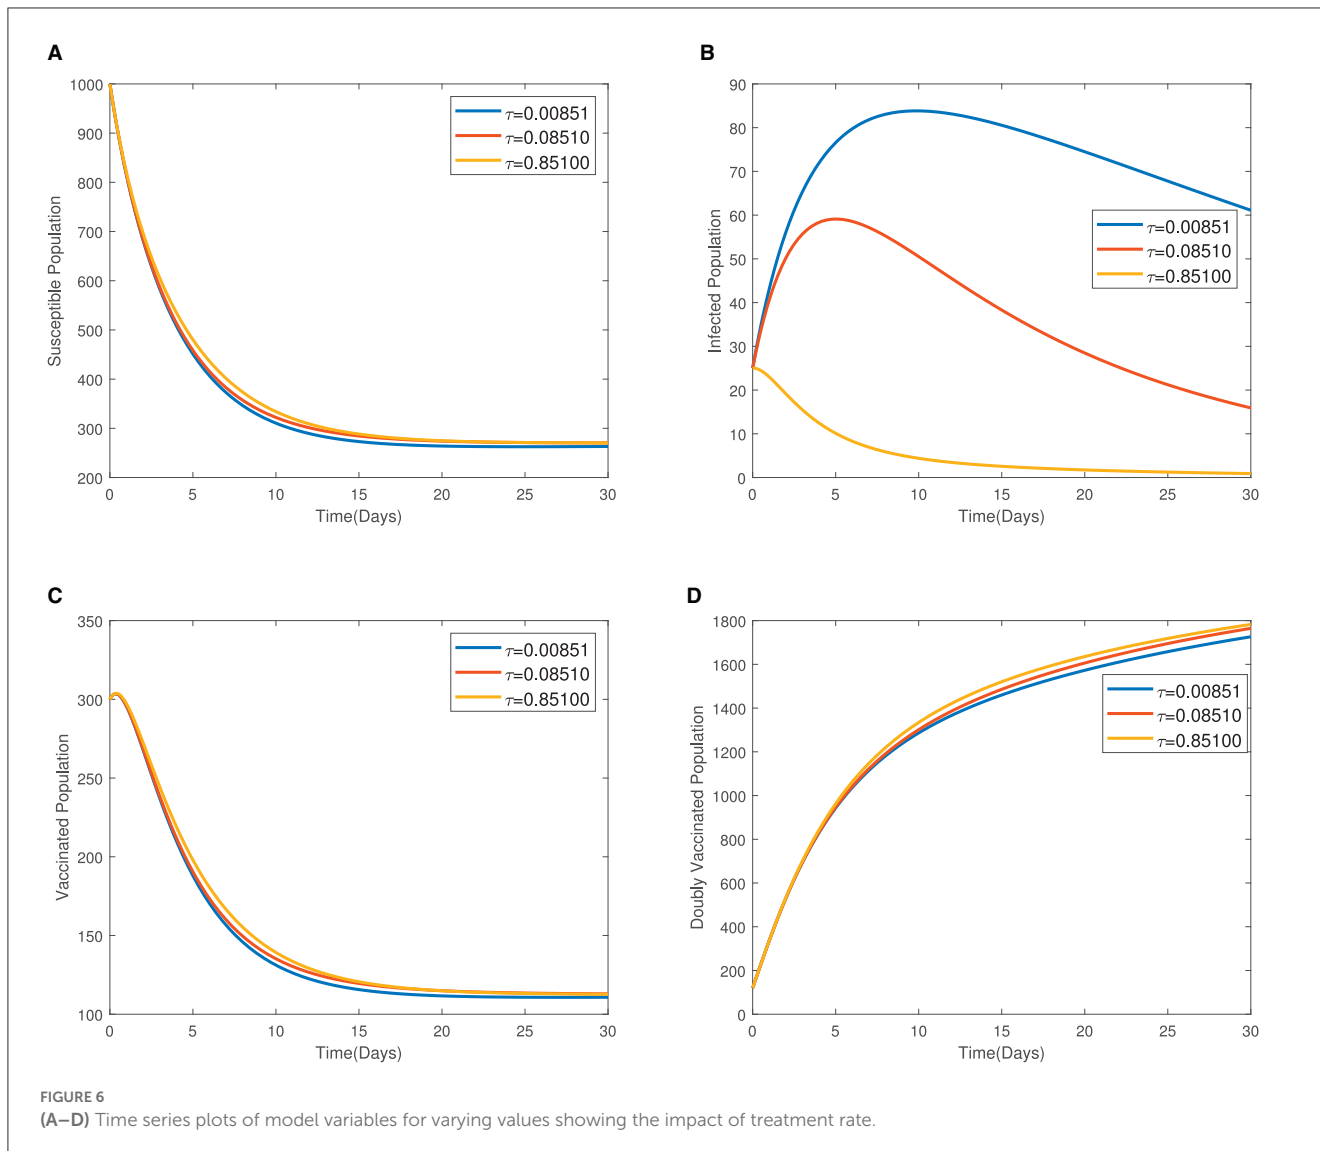 A
1000
900
800
700
600
500
400
300
200
0
5
10
15
20
25
30
Susceptible Population
Time(Days)
τ=0.00851
τ=0.08510
τ=0.85100
B
90
80
70
60
50
40
30
20
10
0
0
5
10
15
20
25
30
Infected Population
Time(Days)
τ=0.00851
τ=0.08510
τ=0.85100
C
350
300
250
200
150
100
0
5
10
15
20
25
30
Vaccinated Population
Time(Days)
τ=0.00851
τ=0.08510
τ=0.85100
D
1800
1600
1400
1200
1000
800
600
400
200
0
0
5
10
15
20
25
30
Doubly Vaccinated Population
Time(Days)
τ=0.00851
τ=0.08510
τ=0.85100
FIGURE 6
(A–D) Time series plots of model variables for varying values showing the impact of treatment rate.